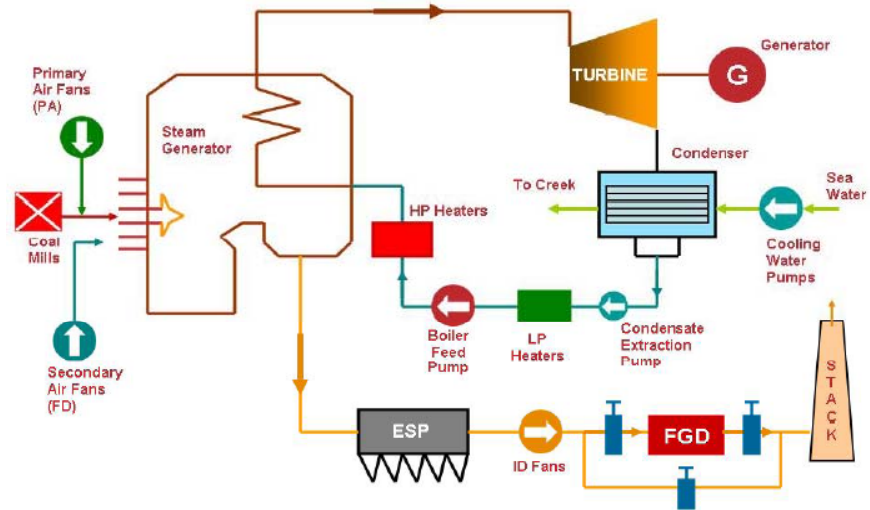 Primary
Air Fans
(PA)
Steam
Generator
Coal
Mills
Secondary
Air Fans
(FD)
TURBINE
G
Generator
Condenser
To Creek
Sea
Water
Cooling
Water
Pumps
HP Heaters
Boiler
Feed
Pump
LP
Heaters
Condensate
Extraction
Pump
ESP
ID Fans
FGD
STACK